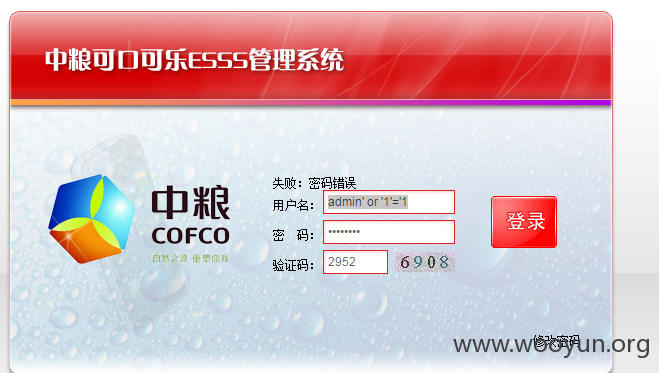 中粮可口可乐ESSS管理系统
中粮
COFCO
自然之源 重塑你我
失败：密码错误
用户名： admin' or '1'='1
密　码： ********
登录
验证码： 2952 6908
修改密码
www.wooyun.org